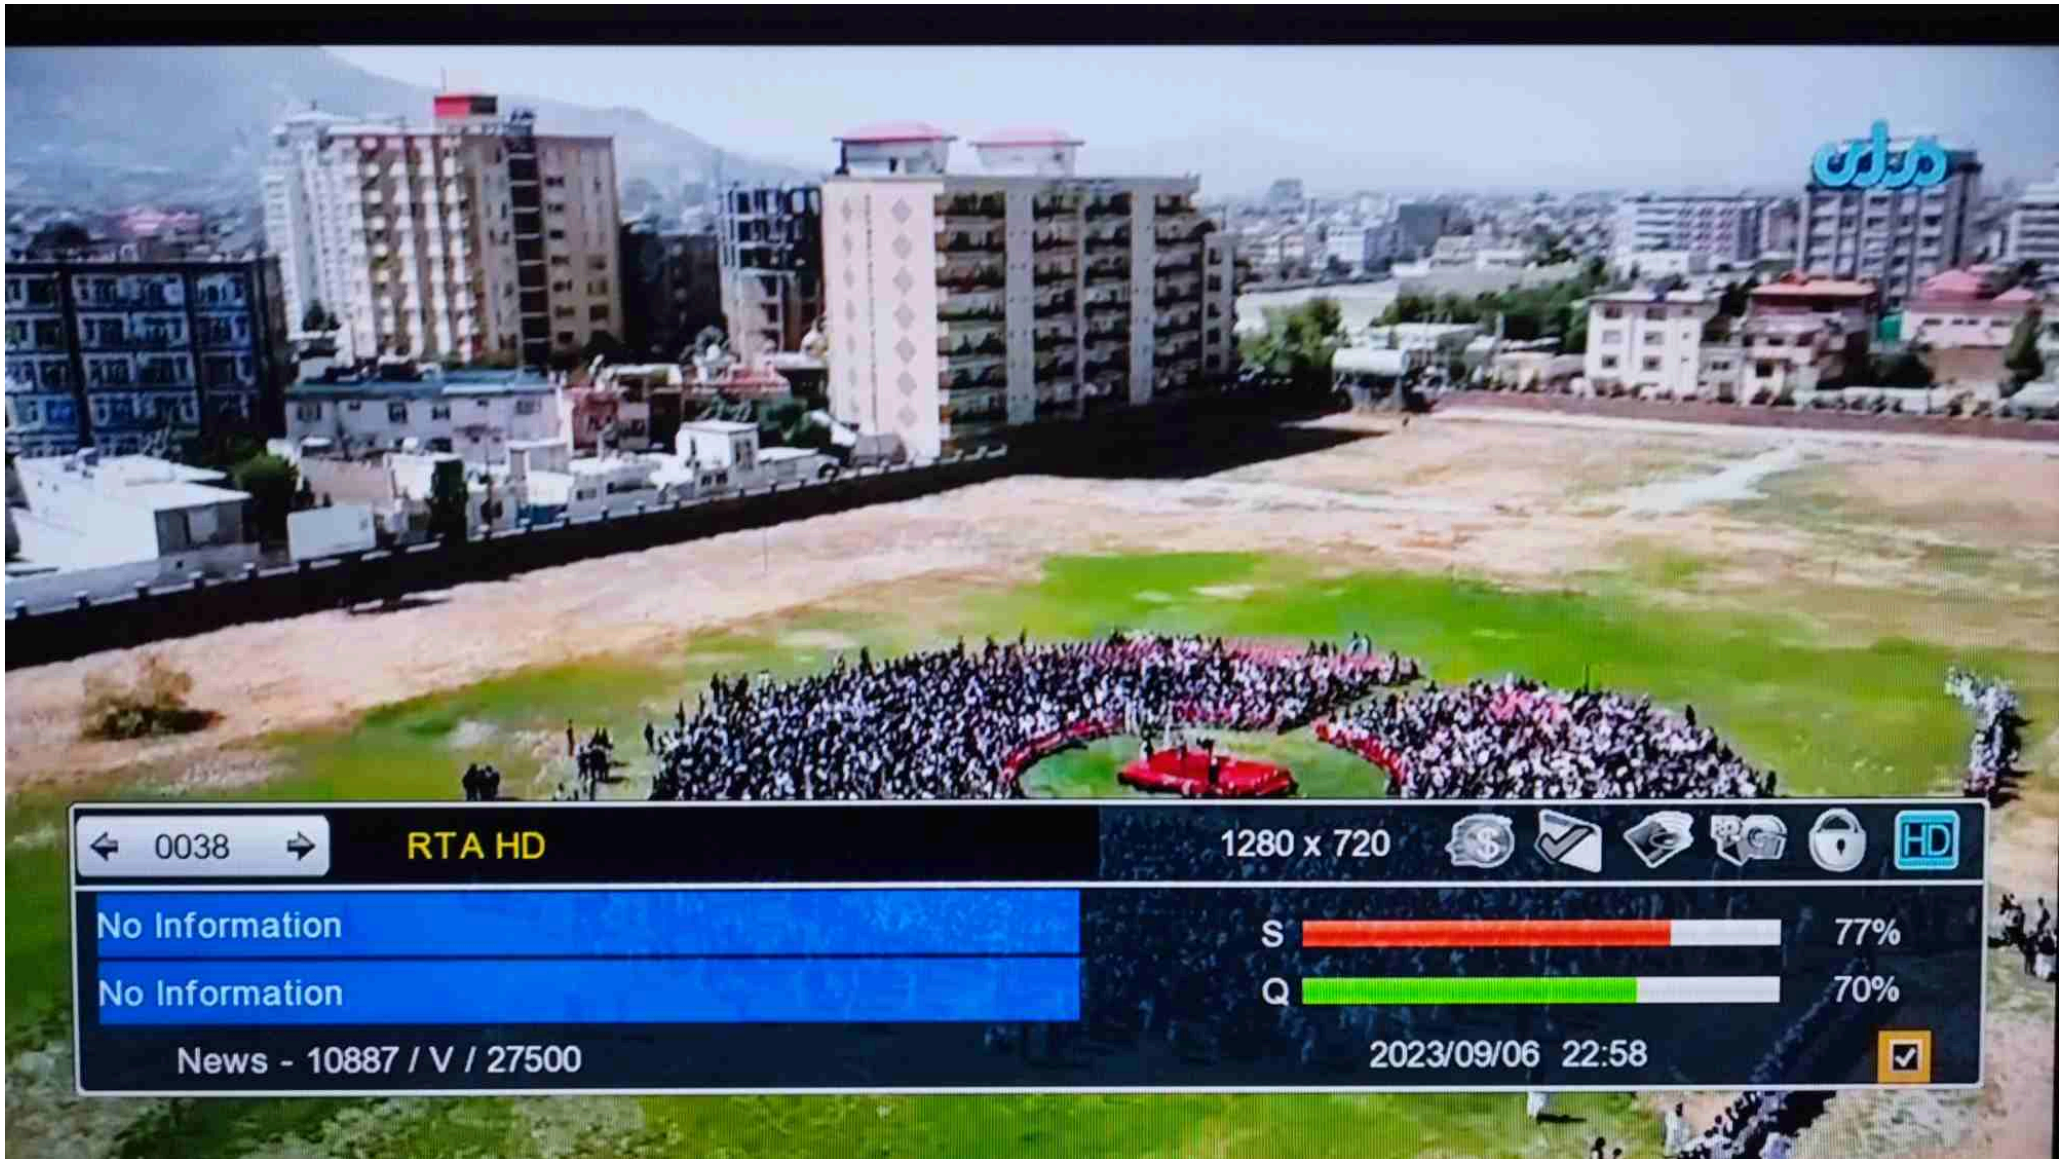 ملی
0038 RTA HD 1280 x 720 $ HD
No Information
S 77%
No Information
Q 70%
News - 10887 / V / 27500 2023/09/06 22:58